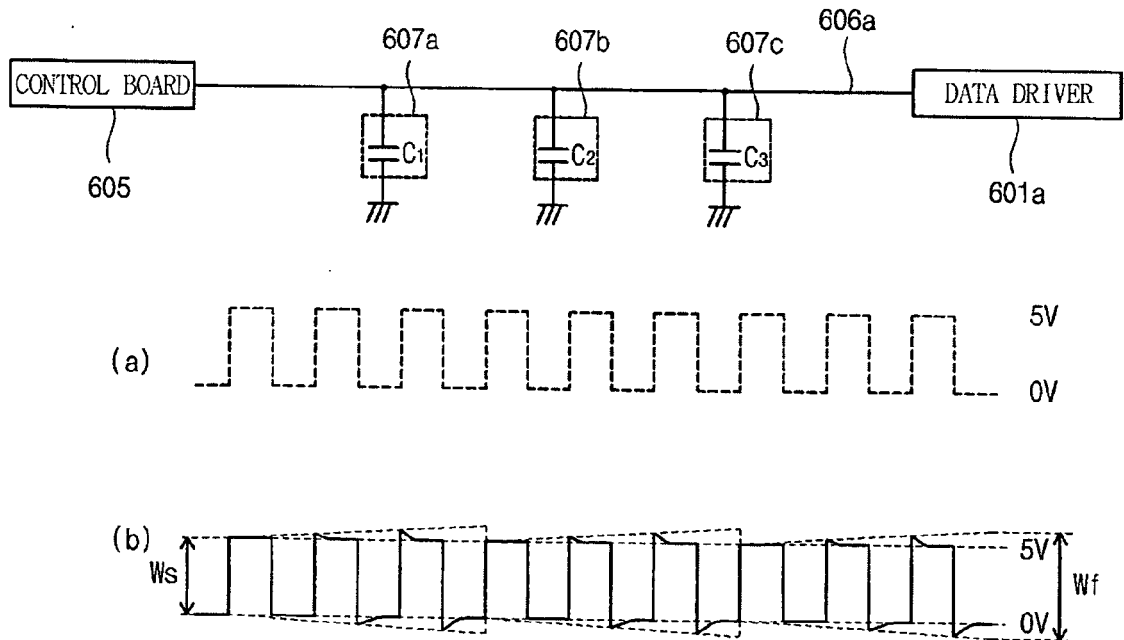 607a 607b 607c 606a
CONTROL BOARD DATA DRIVER
C1 C2 C3
605 601a
5V
(a)
0V
(b) 5V
Ws Wf
0V